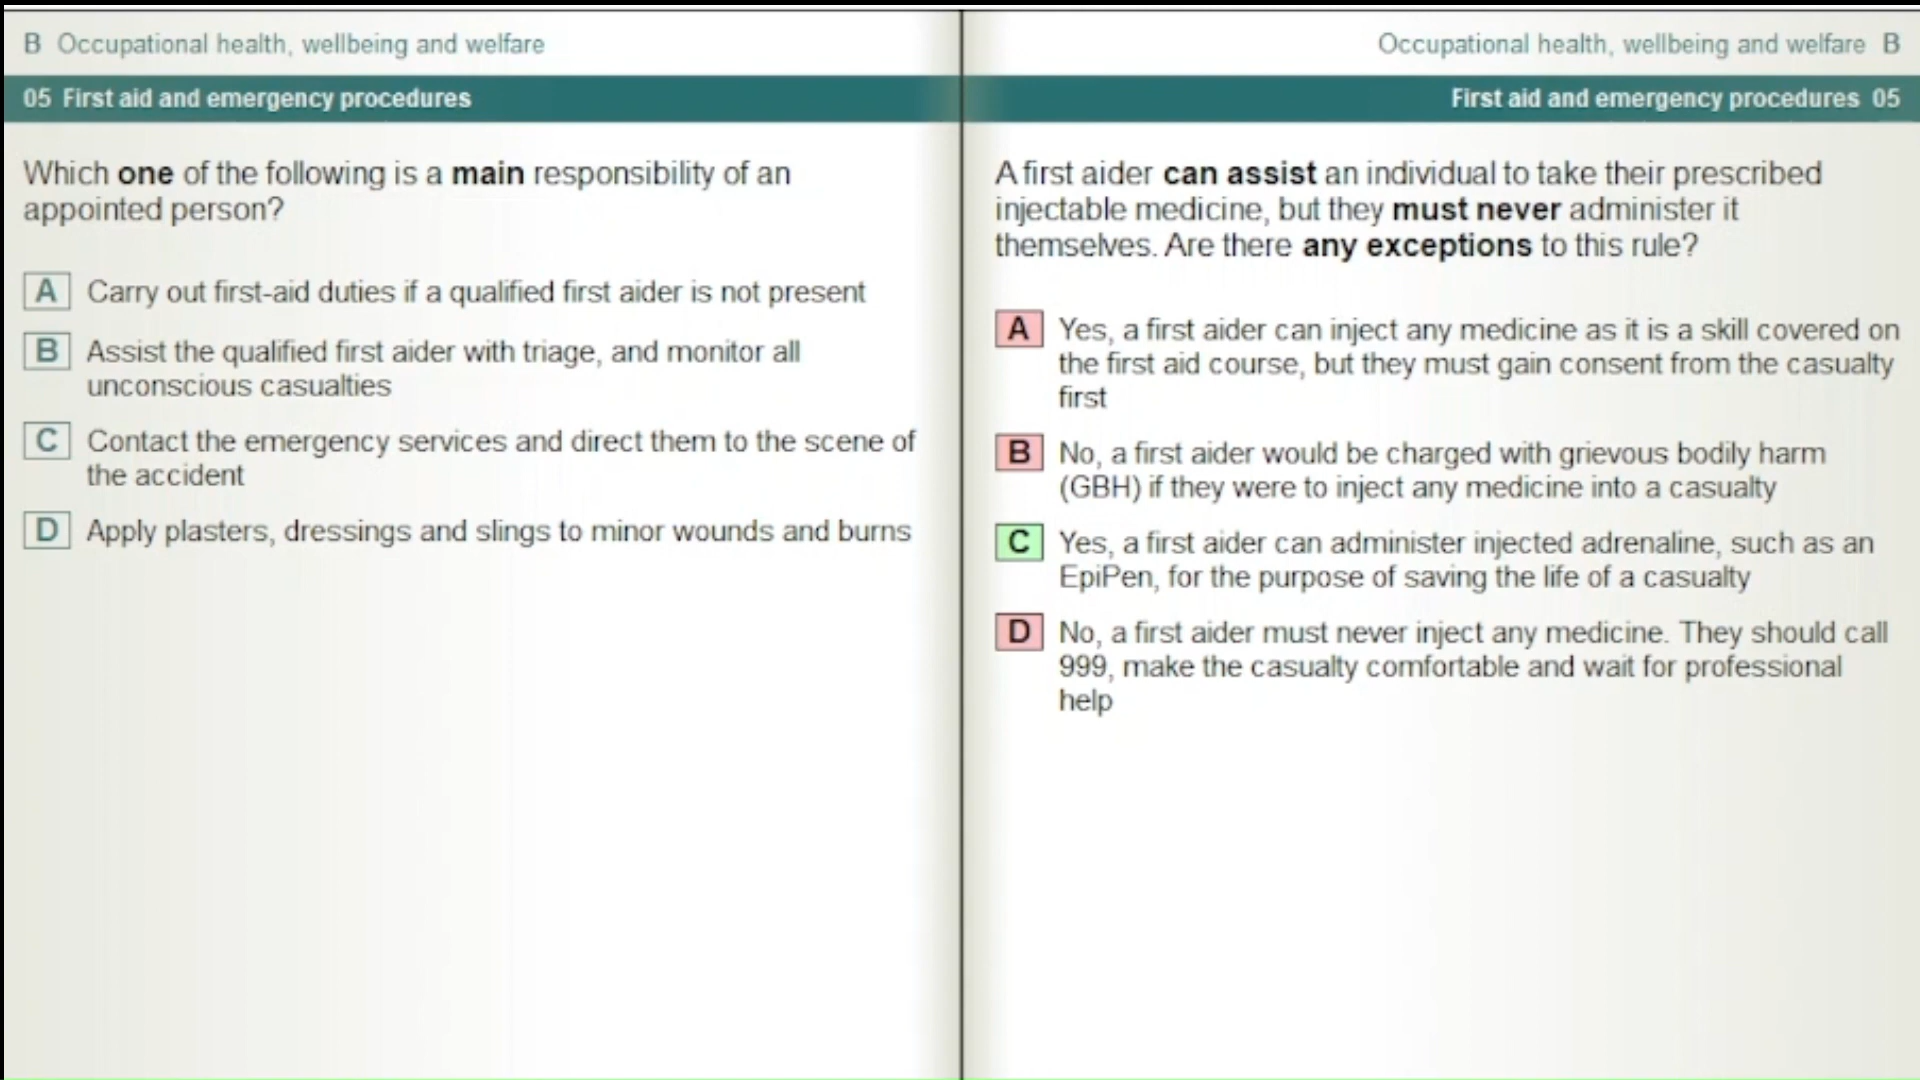 B Occupational health, wellbeing and welfare
05 First aid and emergency procedures
Which one of the following is a main responsibility of an
appointed person?
A Carry out first-aid duties if a qualified first aider is not present
B Assist the qualified first aider with triage, and monitor all
unconscious casualties
C Contact the emergency services and direct them to the scene of
the accident
D Apply plasters, dressings and slings to minor wounds and burns
Occupational health, wellbeing and welfare B
First aid and emergency procedures 05
A first aider can assist an individual to take their prescribed
injectable medicine, but they must never administer it
themselves. Are there any exceptions to this rule?
A Yes, a first aider can inject any medicine as it is a skill covered on
the first aid course, but they must gain consent from the casualty
first
B No, a first aider would be charged with grievous bodily harm
(GBH) if they were to inject any medicine into a casualty
C Yes, a first aider can administer injected adrenaline, such as an
EpiPen, for the purpose of saving the life of a casualty
D No, a first aider must never inject any medicine. They should call
999, make the casualty comfortable and wait for professional
help